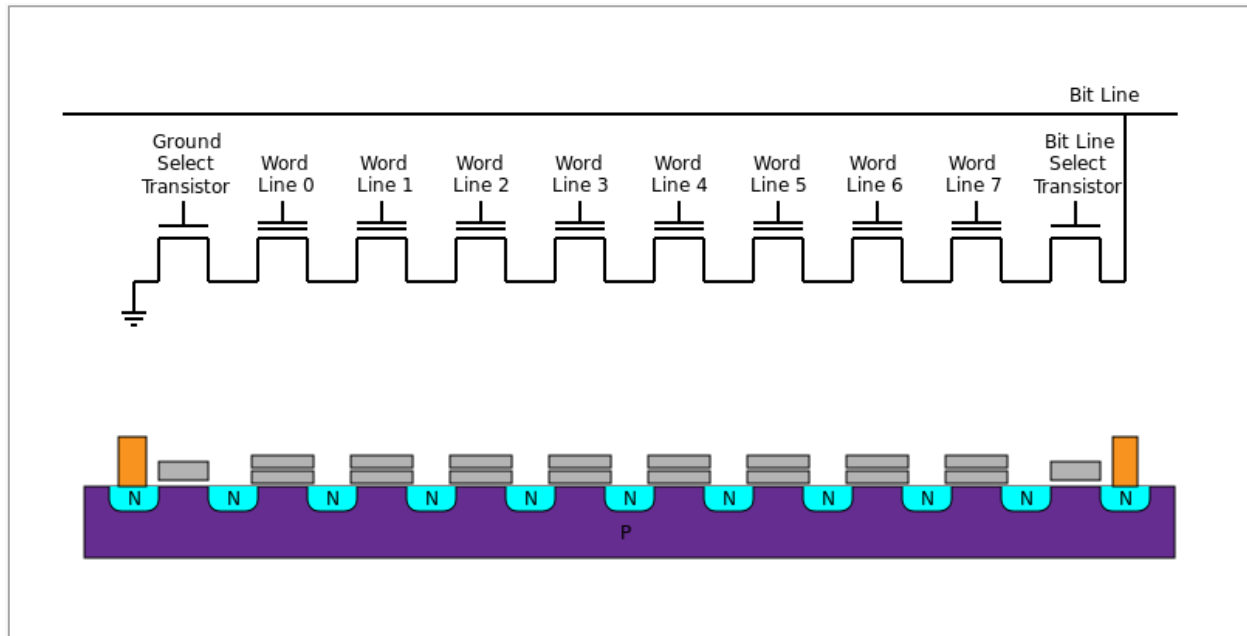 Bit Line
Ground
Select
Transistor
Word
Line 0
Word
Line 1
Word
Line 2
Word
Line 3
Word
Line 4
Word
Line 5
Word
Line 6
Word
Line 7
Bit Line
Select
Transistor
N N N N N N N N N N N
P